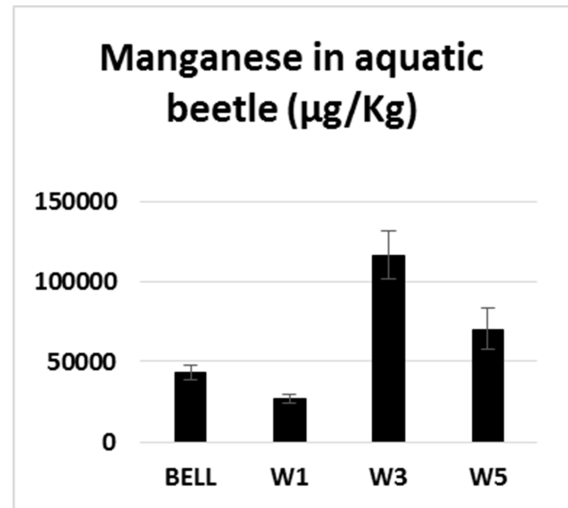 Manganese in aquatic
beetle (µg/Kg)
150000
100000
50000
0
BELL W1 W3 W5